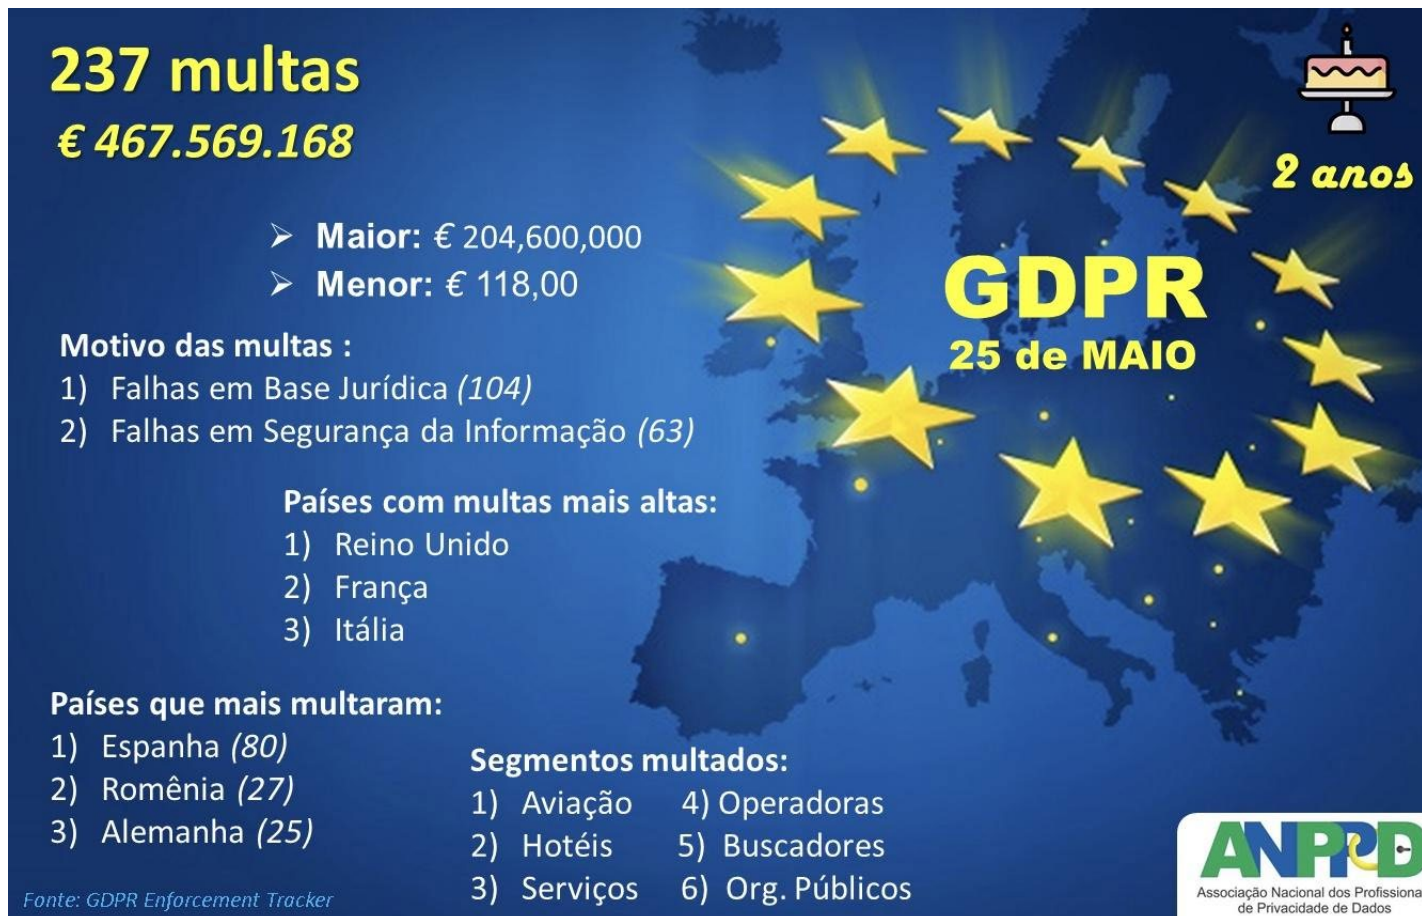 237 multas
€ 467.569.168
2 anos
➢ Maior: € 204,600,000
➢ Menor: € 118,00
GDPR
25 de MAIO
Motivo das multas :
1) Falhas em Base Jurídica (104)
2) Falhas em Segurança da Informação (63)
Países com multas mais altas:
1) Reino Unido
2) França
3) Itália
Países que mais multaram:
1) Espanha (80)
2) Romênia (27)
3) Alemanha (25)
Segmentos multados:
1) Aviação 4) Operadoras
2) Hotéis 5) Buscadores
3) Serviços 6) Org. Públicos
Fonte: GDPR Enforcement Tracker
ANPPD
Associação Nacional dos Profissiona
de Privacidade de Dados